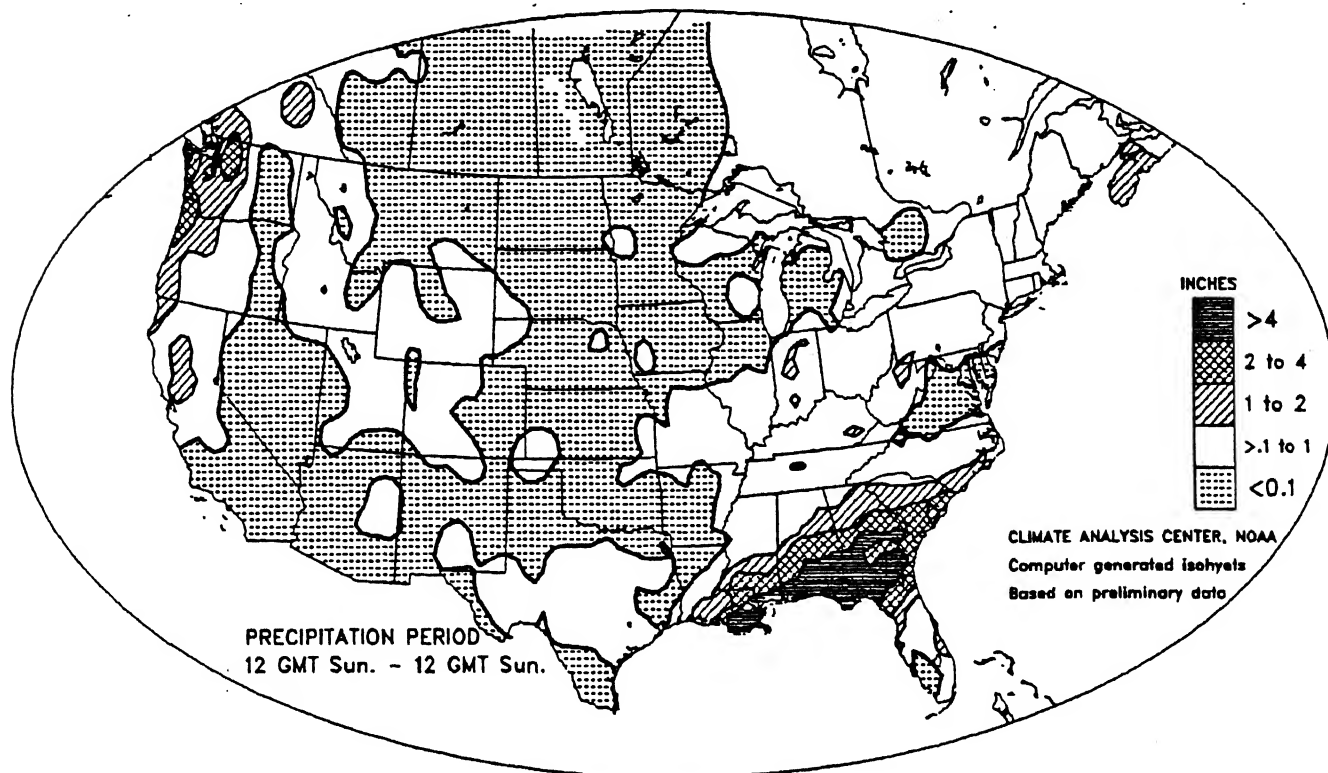 INCHES
>4
2 to 4
1 to 2
>.1 to 1
<0.1
CLIMATE ANALYSIS CENTER, NOAA
Computer generated isohyets
Based on preliminary data
PRECIPITATION PERIOD
12 GMT Sun. - 12 GMT Sun.